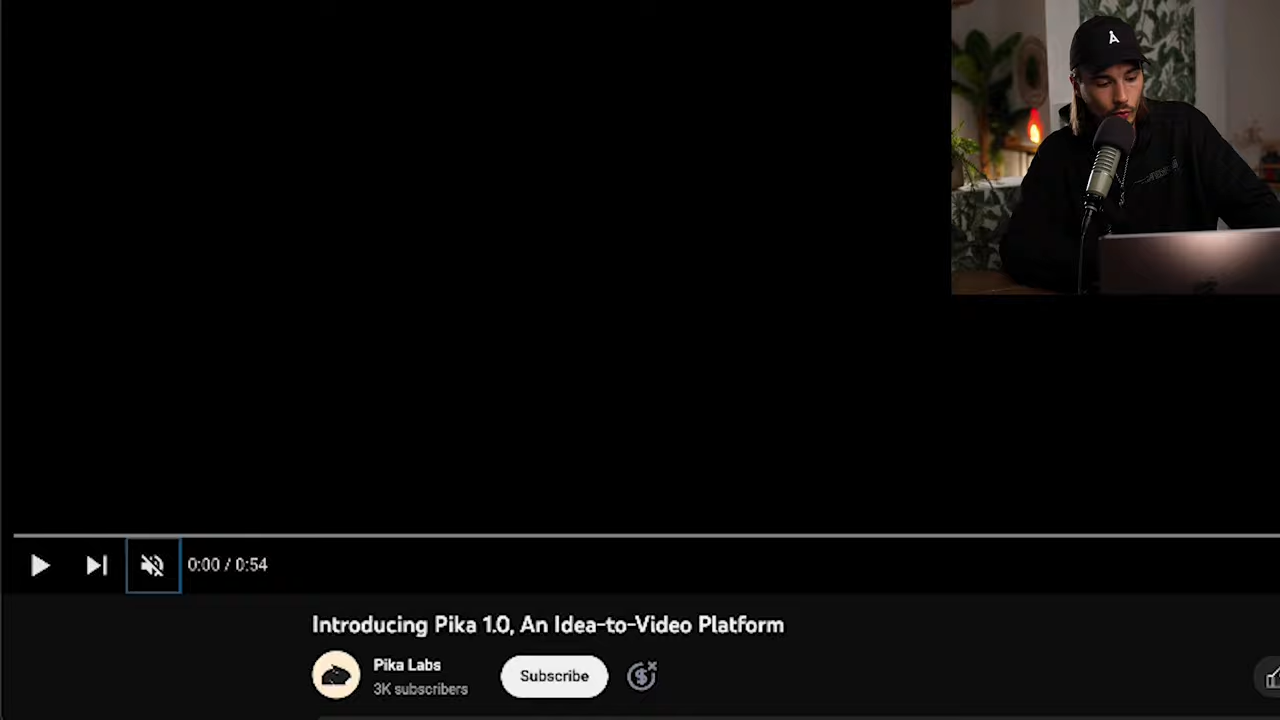 0:00 / 0:54
Introducing Pika 1.0, An Idea-to-Video Platform
Pika Labs
3K subscribers
Subscribe